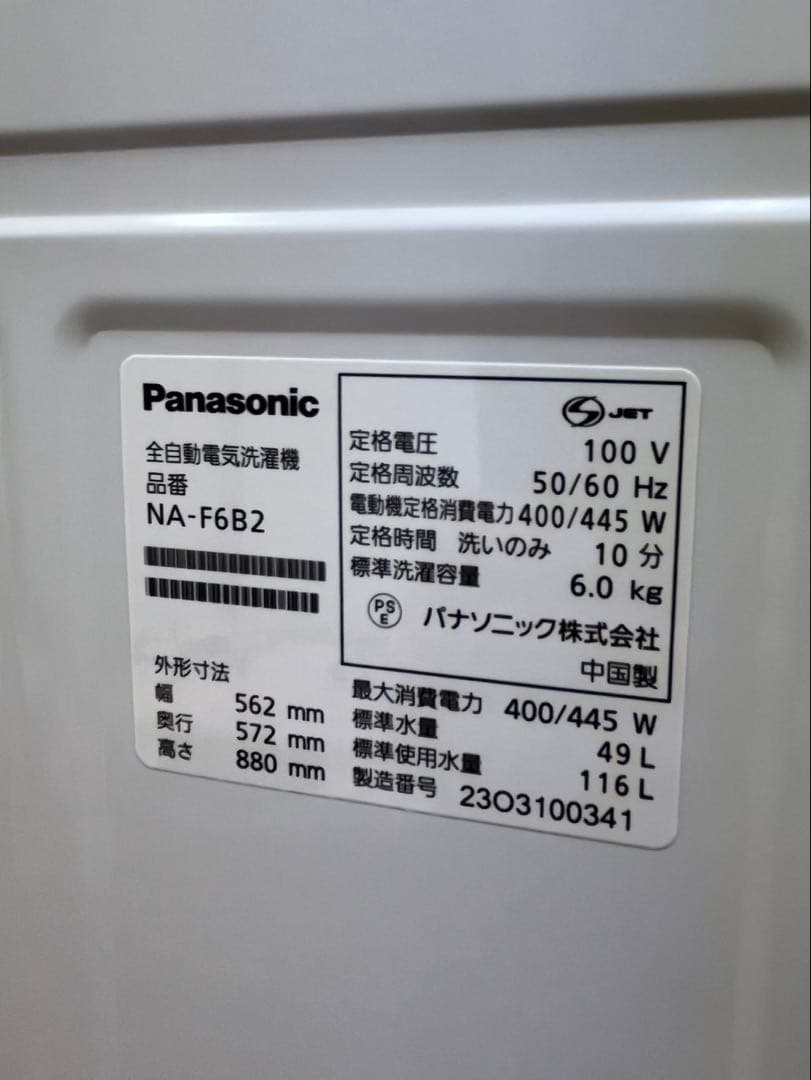 Panasonic
全自動電気洗濯機
品番
NA-F6B2
外形寸法
幅 562 mm
奥行 572 mm
高さ 880 mm
JET
定格電圧 100 V
定格周波数 50/60 Hz
電動機定格消費電力 400/445 W
定格時間 洗いのみ 10 分
標準洗濯容量 6.0 kg
PS
E
パナソニック株式会社
中国製
最大消費電力 400/445 W
標準水量 49 L
標準使用水量 116 L
製造番号 23O3100341